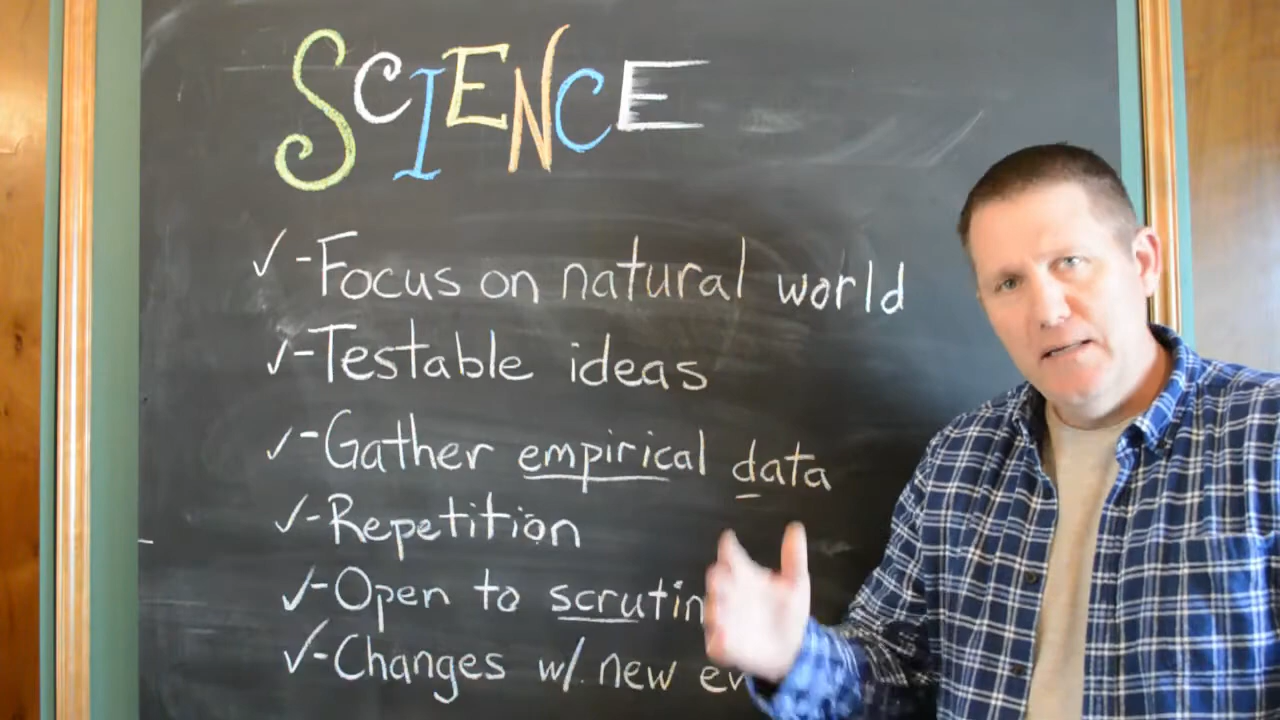 SCIENCE
✓ - Focus on natural world
✓ - Testable ideas
✓ - Gather empirical data
✓ - Repetition
✓ - Open to
✓ - Changes w/ new